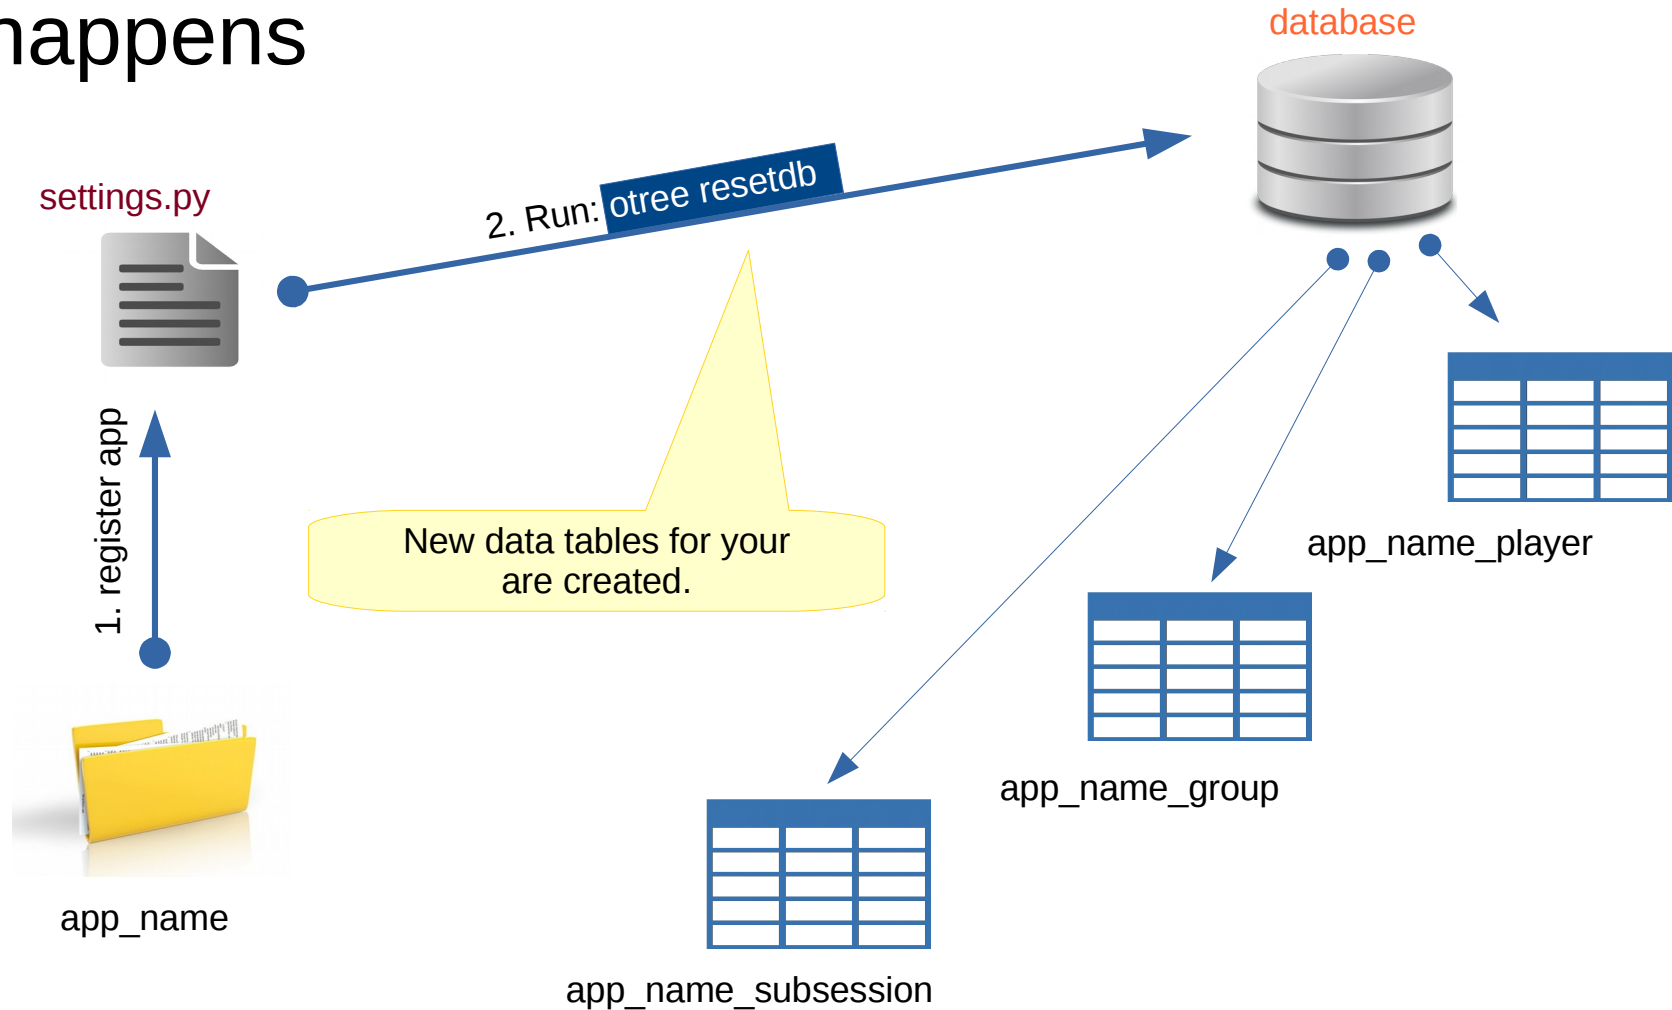 happens
database
settings.py
2. Run: otree resetdb
1. register app
New data tables for your
are created.
app_name_player
app_name_group
app_name
app_name_subsession